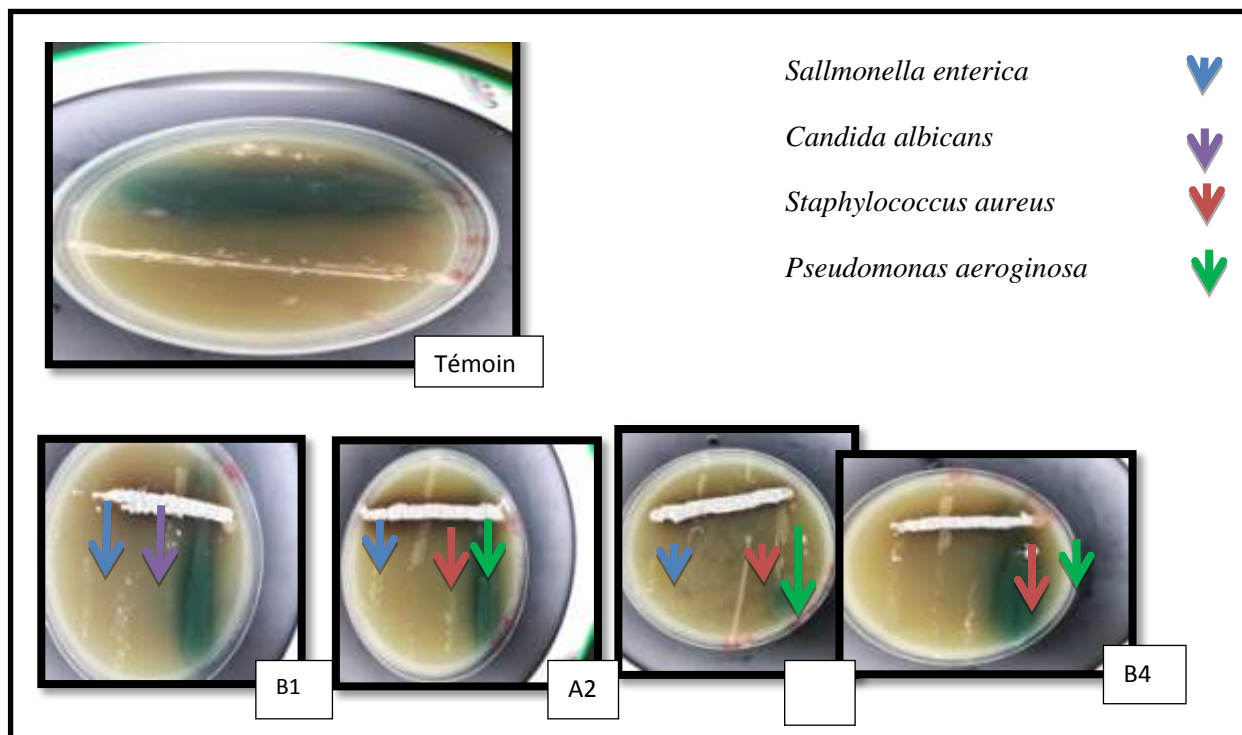 Sallmonella enterica
Candida albicans
Staphylococcus aureus
Pseudomonas aeroginosa
Témoin
B1
A2
B4